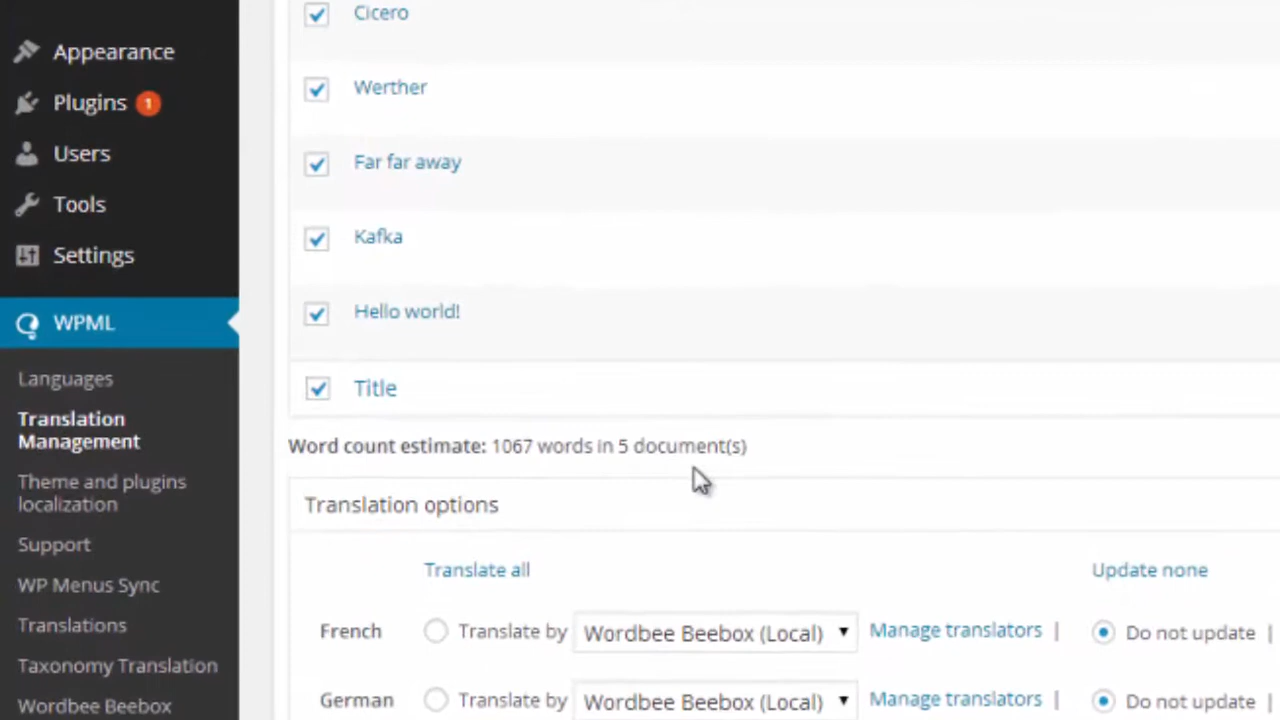 Appearance
Plugins 1
Users
Tools
Settings
WPML
Languages
Translation
Management
Theme and plugins
localization
Support
WP Menus Sync
Translations
Taxonomy Translation
Wordbee Beebox
Cicero
Werther
Far far away
Kafka
Hello world!
Title
Word count estimate: 1067 words in 5 document(s)
Translation options
Translate all Update none
French Translate by Wordbee Beebox (Local) Manage translators | Do not update |
German Translate by Wordbee Beebox (Local) Manage translators | Do not update |